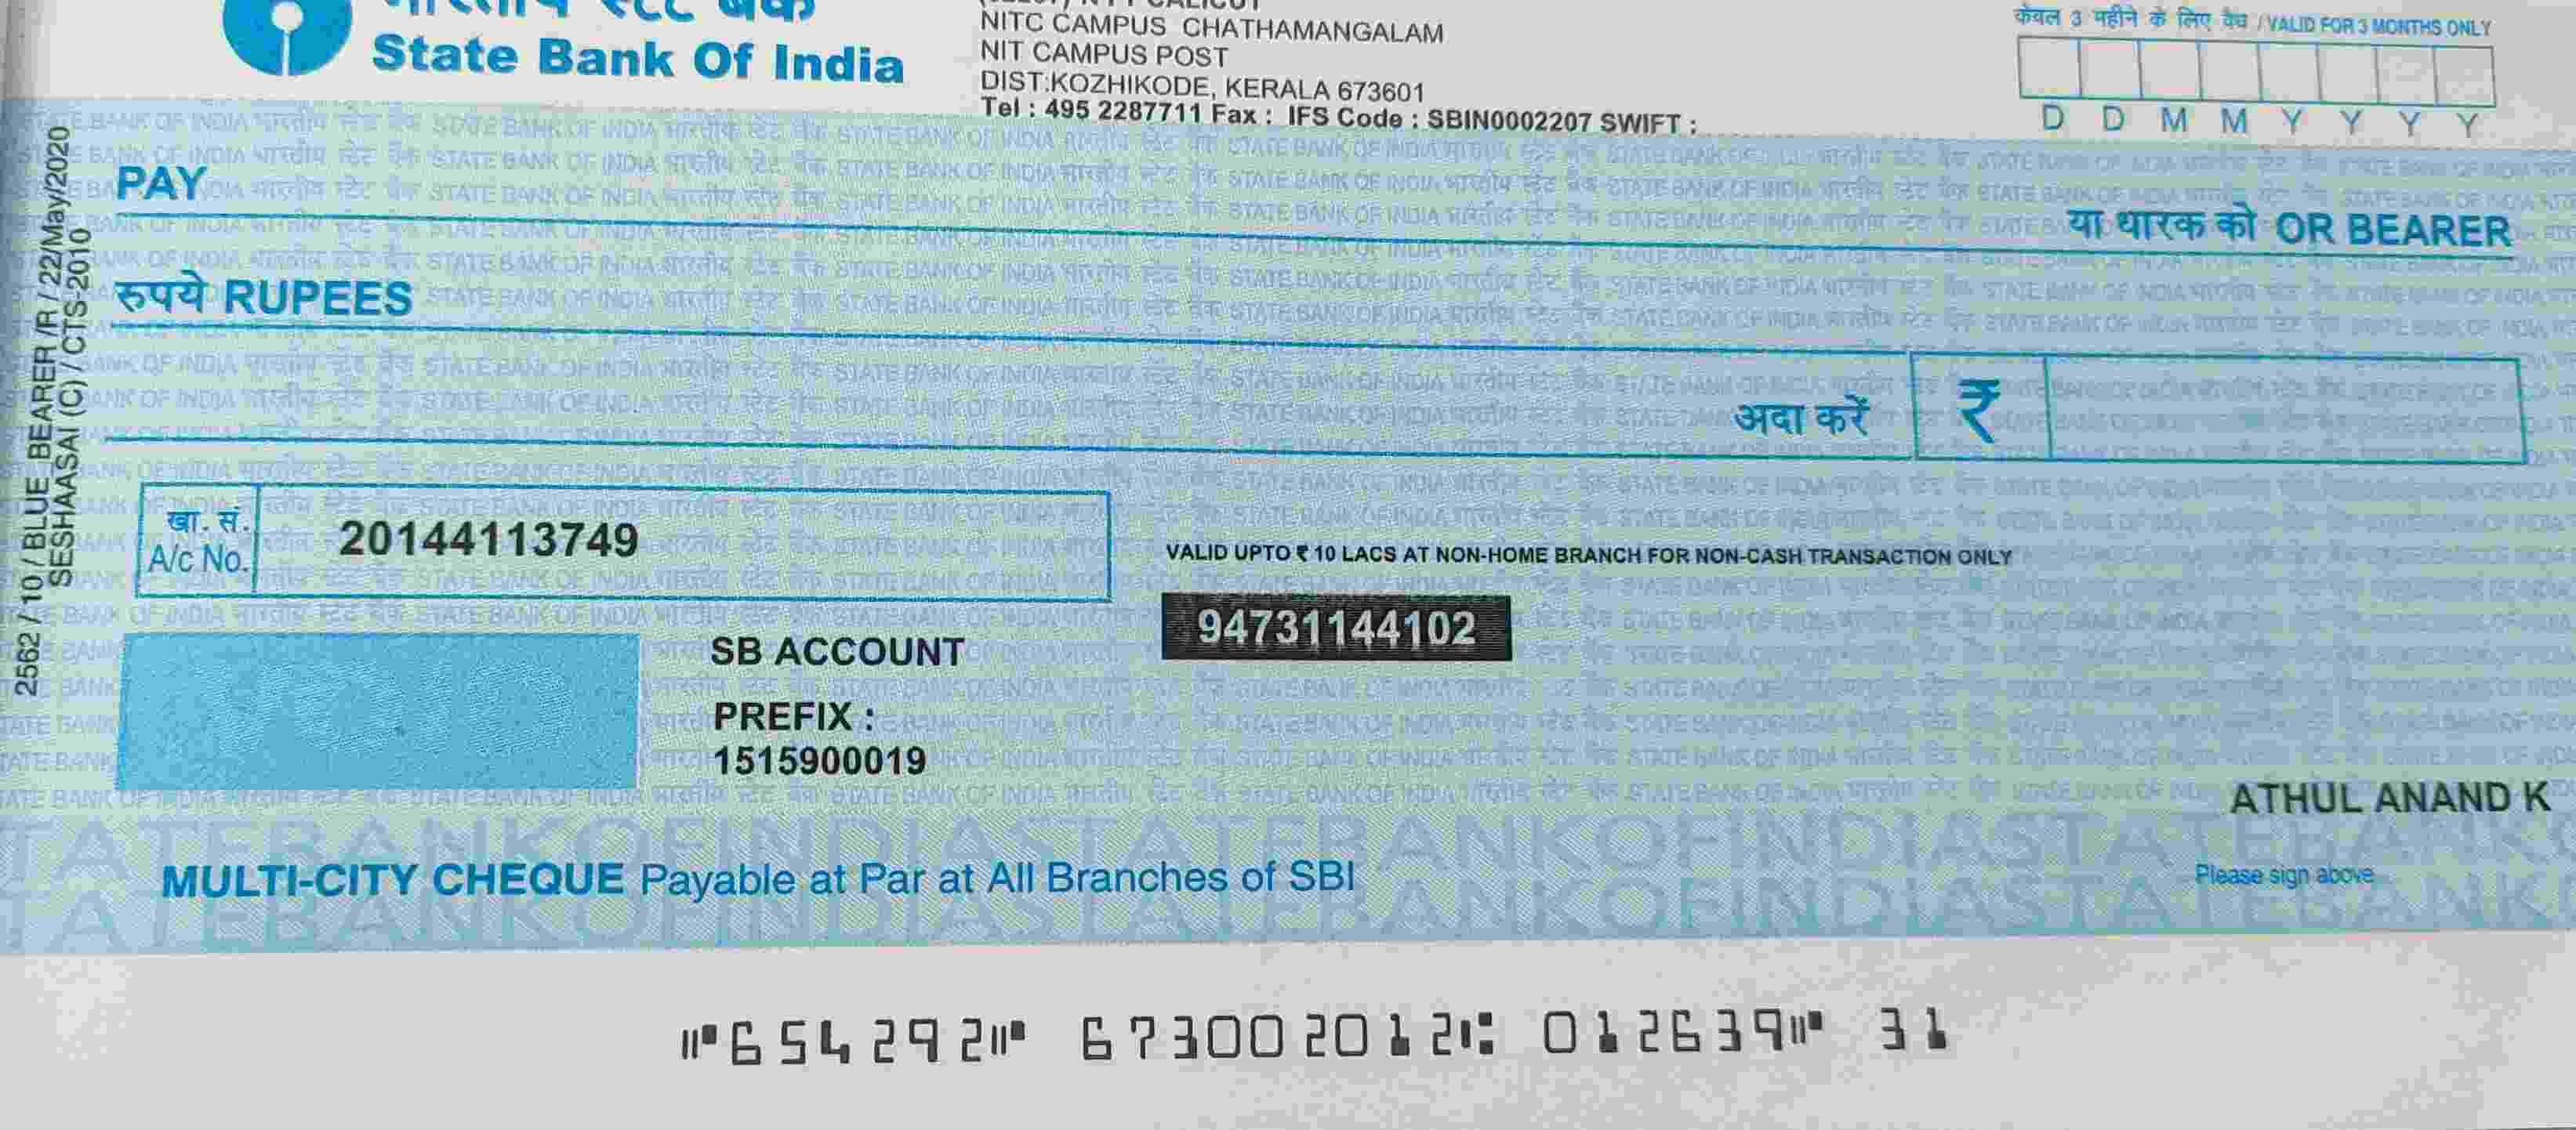 भारतीय स्टेट बैंक
State Bank Of India
NIT CALICUT
NITC CAMPUS CHATHAMANGALAM
NIT CAMPUS POST
DIST:KOZHIKODE, KERALA 673601
Tel : 495 2287711 Fax : IFS Code : SBIN0002207 SWIFT :
केवल 3 महीने के लिए वैध / VALID FOR 3 MONTHS ONLY
D D M M Y Y Y Y
PAY
या धारक को OR BEARER
रुपये RUPEES
अदा करें ₹
खा. सं.
A/c No.
20144113749
VALID UPTO ₹ 10 LACS AT NON-HOME BRANCH FOR NON-CASH TRANSACTION ONLY
94731144102
SB ACCOUNT
PREFIX :
1515900019
ATHUL ANAND K
MULTI-CITY CHEQUE Payable at Par at All Branches of SBI
Please sign above
2562 / 10 / BLUE BEARER /R / 22/May/2020
SESHAASAI (C) / CTS-2010
⑈654292⑈ 673002012⑆ 012639⑈ 31